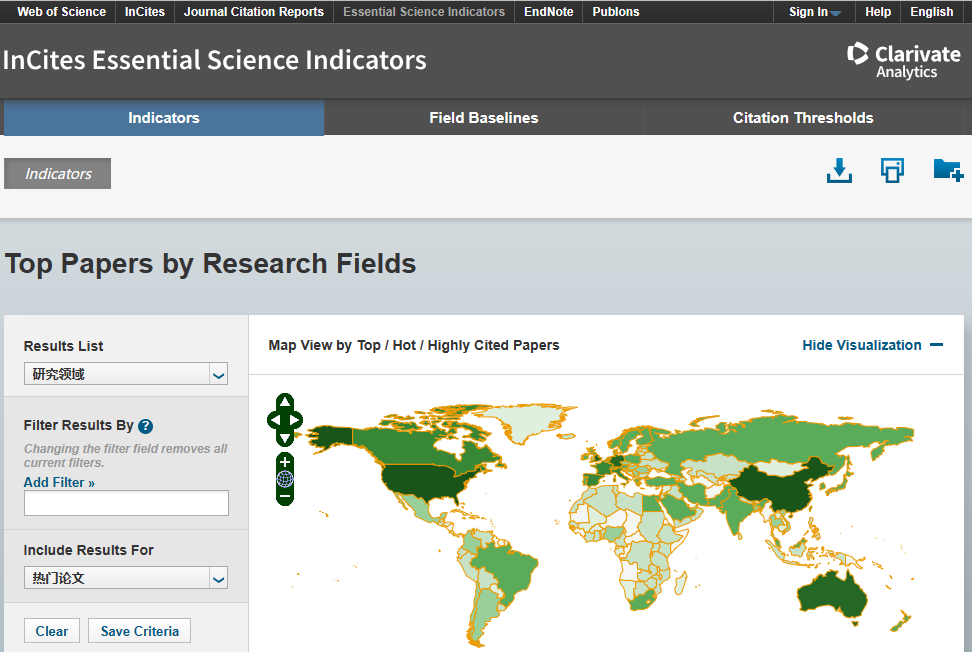 Web of Science InCites Journal Citation Reports Essential Science Indicators EndNote Publons Sign In Help English
InCites Essential Science Indicators
Clarivate
Analytics
Indicators Field Baselines Citation Thresholds
Indicators
Top Papers by Research Fields
Results List
研究领域
Filter Results By ?
Changing the filter field removes all
current filters.
Add Filter »
Include Results For
热门论文
Clear Save Criteria
Map View by Top / Hot / Highly Cited Papers Hide Visualization